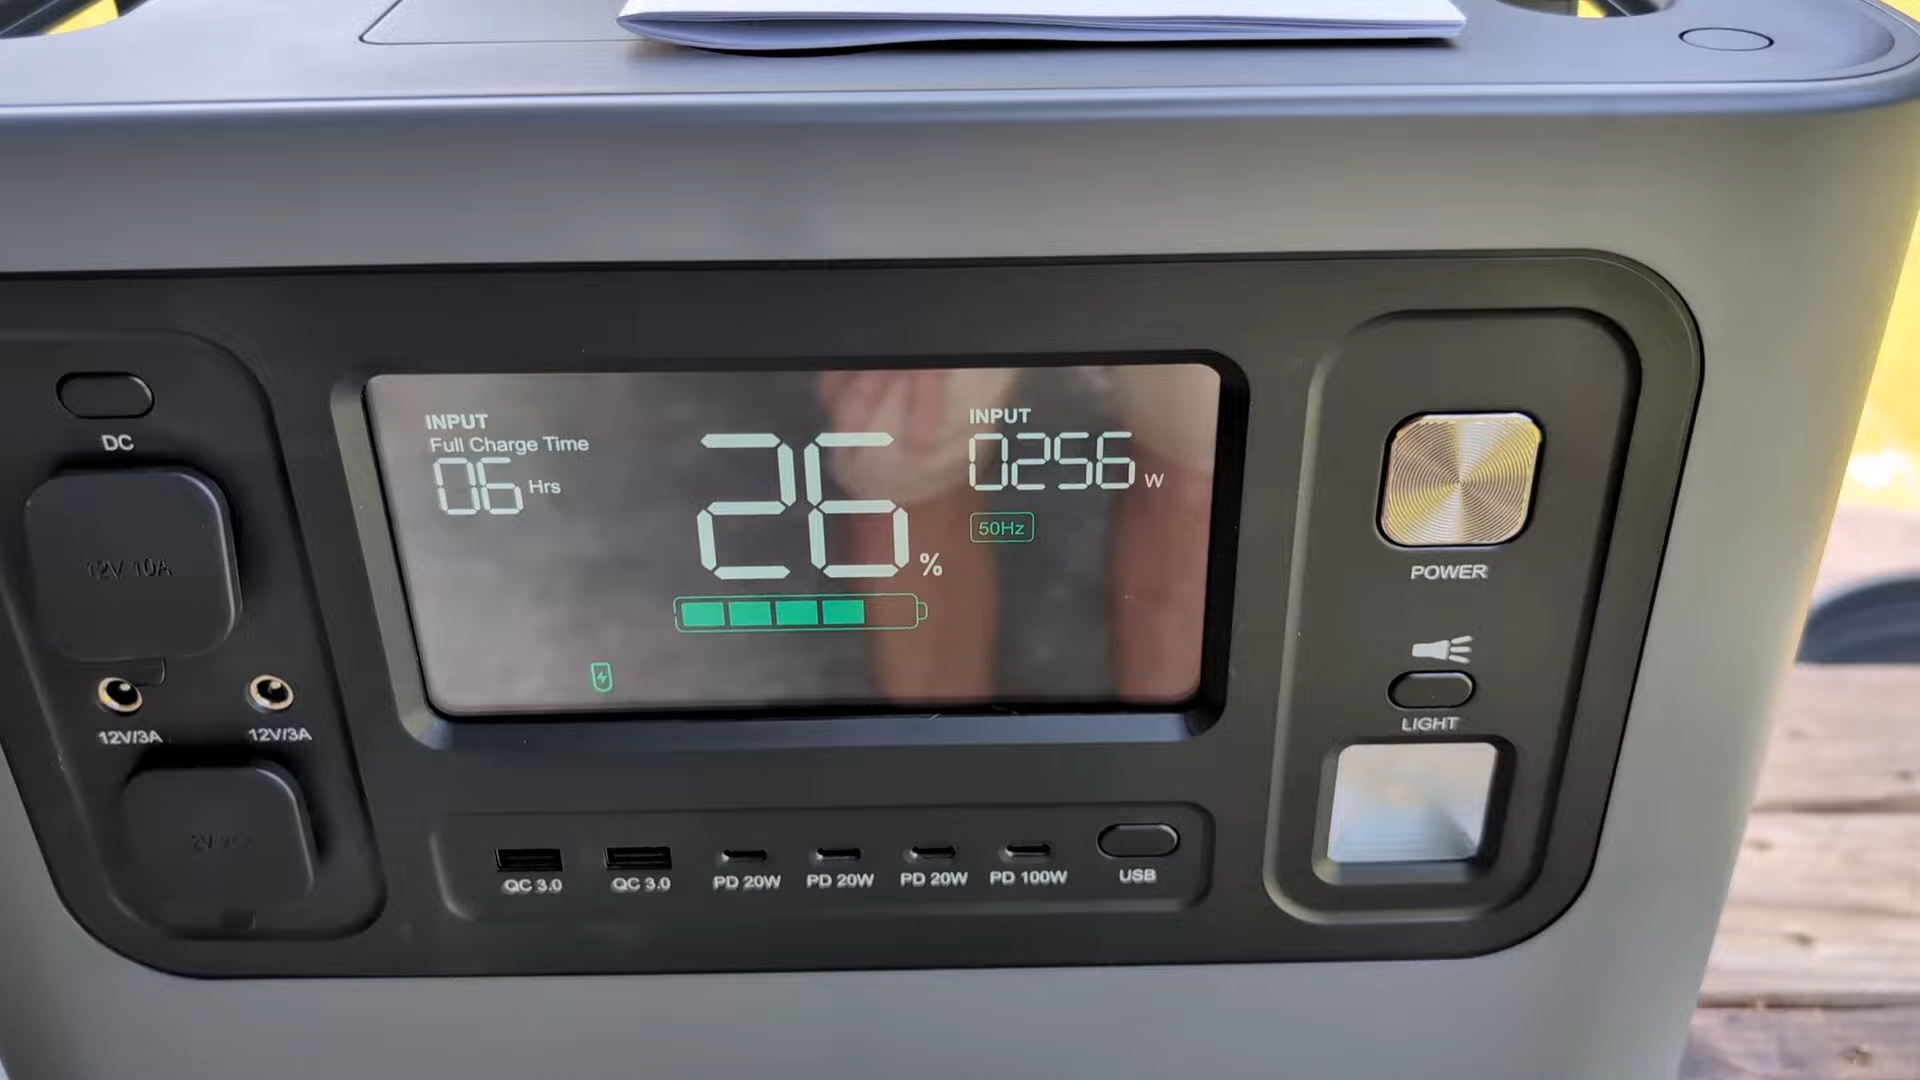 DC
12V 10A
12V/3A
12V/3A
INPUT
Full Charge Time
06 Hrs
26 %
INPUT
0256 W
50Hz
POWER
LIGHT
QC 3.0
QC 3.0
PD 20W
PD 20W
PD 20W
PD 100W
USB